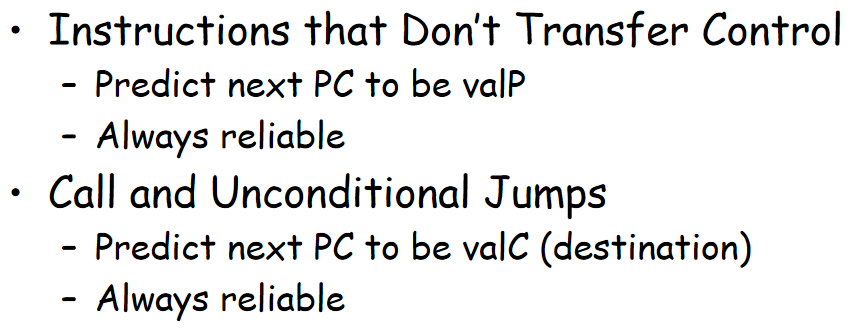 • Instructions that Don't Transfer Control
– Predict next PC to be valP
– Always reliable
• Call and Unconditional Jumps
– Predict next PC to be valC (destination)
– Always reliable